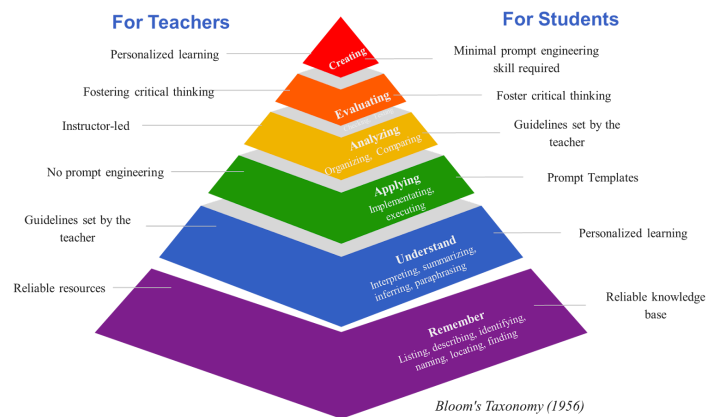 For Teachers
For Students
Personalized learning
Creating
Minimal prompt engineering
skill required
Fostering critical thinking
Evaluating
Foster critical thinking
Instructor-led
Analyzing
Organizing, Comparing
Guidelines set by the
teacher
No prompt engineering
Applying
Implementating,
executing
Prompt Templates
Guidelines set by the
teacher
Understand
Interpreting, summarizing,
inferring, paraphrasing
Personalized learning
Reliable resources
Remember
Listing, describing, identifying,
naming, locating, finding
Reliable knowledge
base
Bloom's Taxonomy (1956)